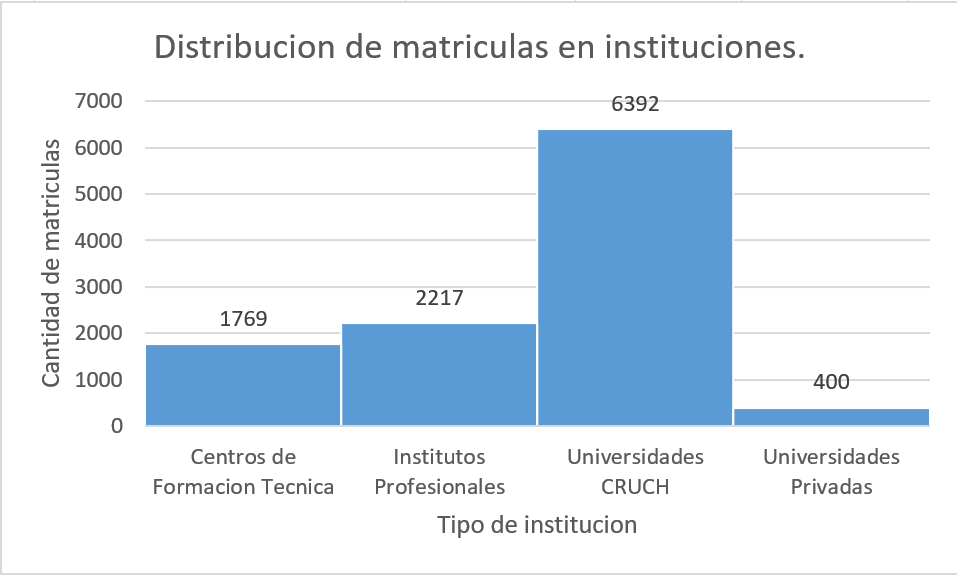 Distribucion de matriculas en instituciones.
Cantidad de matriculas
7000
6000
5000
4000
3000
2000
1000
0
1769
2217
6392
400
Centros de
Formacion Tecnica
Institutos
Profesionales
Universidades
CRUCH
Universidades
Privadas
Tipo de institucion